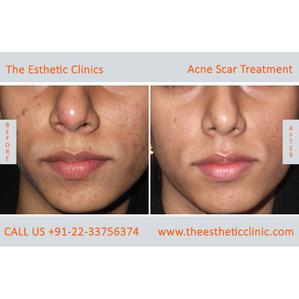 The Esthetic Clinics
Acne Scar Treatment
BEFORE
AFTER
CALL US +91-22-33756374
www.theestheticclinic.com